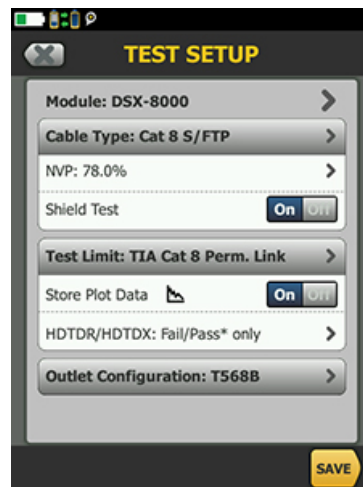 TEST SETUP
Module: DSX-8000
Cable Type: Cat 8 S/FTP
NVP: 78.0%
Shield Test On Off
Test Limit: TIA Cat 8 Perm. Link
Store Plot Data On Off
HDTDR/HDTDX: Fail/Pass* only
Outlet Configuration: T568B
SAVE